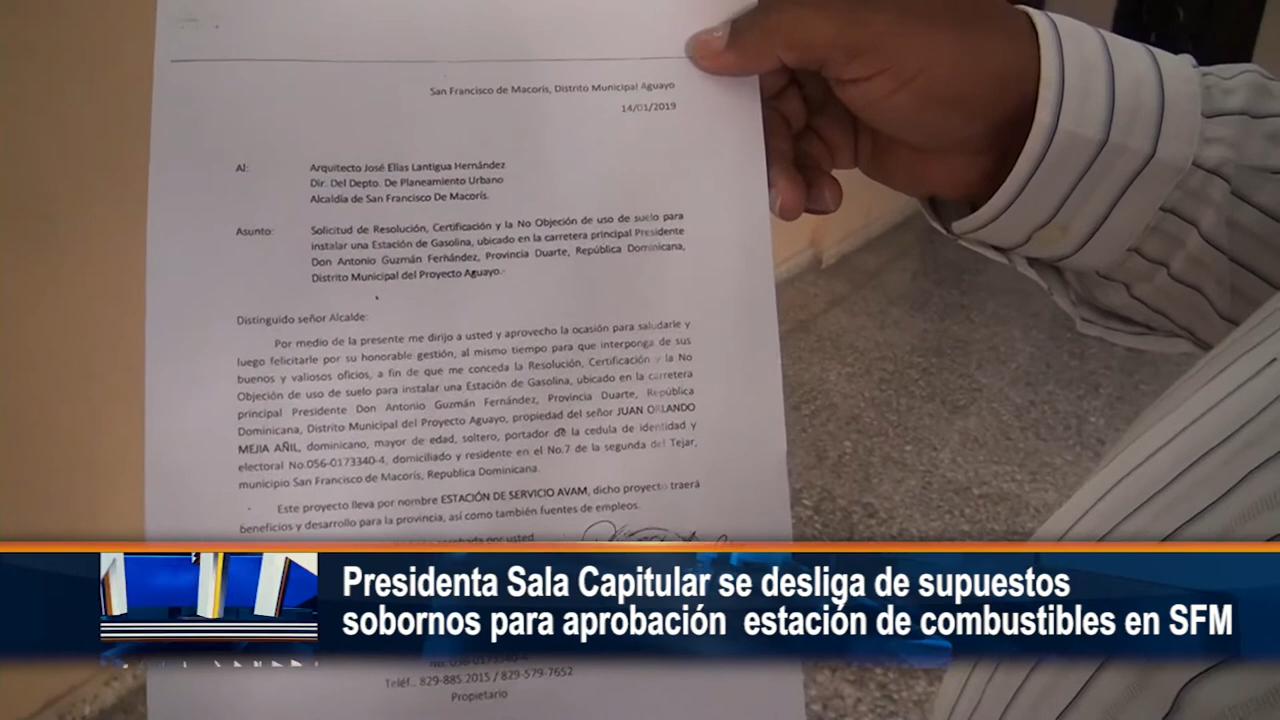 San Francisco de Macorís, Distrito Municipal Aguayo
14/01/2019
Al: Arquitecto José Elías Lantigua Hernández
Dir. Del Depto. De Planeamiento Urbano
Alcaldía de San Francisco De Macorís.
Asunto: Solicitud de Resolución, Certificación y la No Objeción de uso de suelo para
instalar una Estación de Gasolina, ubicado en la carretera principal Presidente
Don Antonio Guzmán Fernández, Provincia Duarte, República Dominicana,
Distrito Municipal del Proyecto Aguayo.
Distinguido señor Alcalde:
Por medio de la presente me dirijo a usted y aprovecho la ocasión para saludarle y
luego felicitarle por su honorable gestión, al mismo tiempo para que interponga de sus
buenos y valiosos oficios, a fin de que me conceda la Resolución, Certificación y la No
Objeción de uso de suelo para instalar una Estación de Gasolina, ubicado en la carretera
principal Presidente Don Antonio Guzmán Fernández, Provincia Duarte, República
Dominicana, Distrito Municipal del Proyecto Aguayo, propiedad del señor JUAN ORLANDO
MEJIA AÑIL, dominicano, mayor de edad, soltero, portador de la cedula de identidad y
electoral No.056-0173340-4, domiciliado y residente en el No.7 de la segunda del Tejar,
municipio San Francisco de Macorís, Republica Dominicana.
Este proyecto lleva por nombre ESTACIÓN DE SERVICIO AVAM, dicho proyecto traerá
beneficios y desarrollo para la provincia, así como también fuentes de empleos.
por usted
Presidenta Sala Capitular se desliga de supuestos
sobornos para aprobación estación de combustibles en SFM
No. 056-0173340-4
Teléf.. 829-885 2015 / 829-579-7652
Propietario